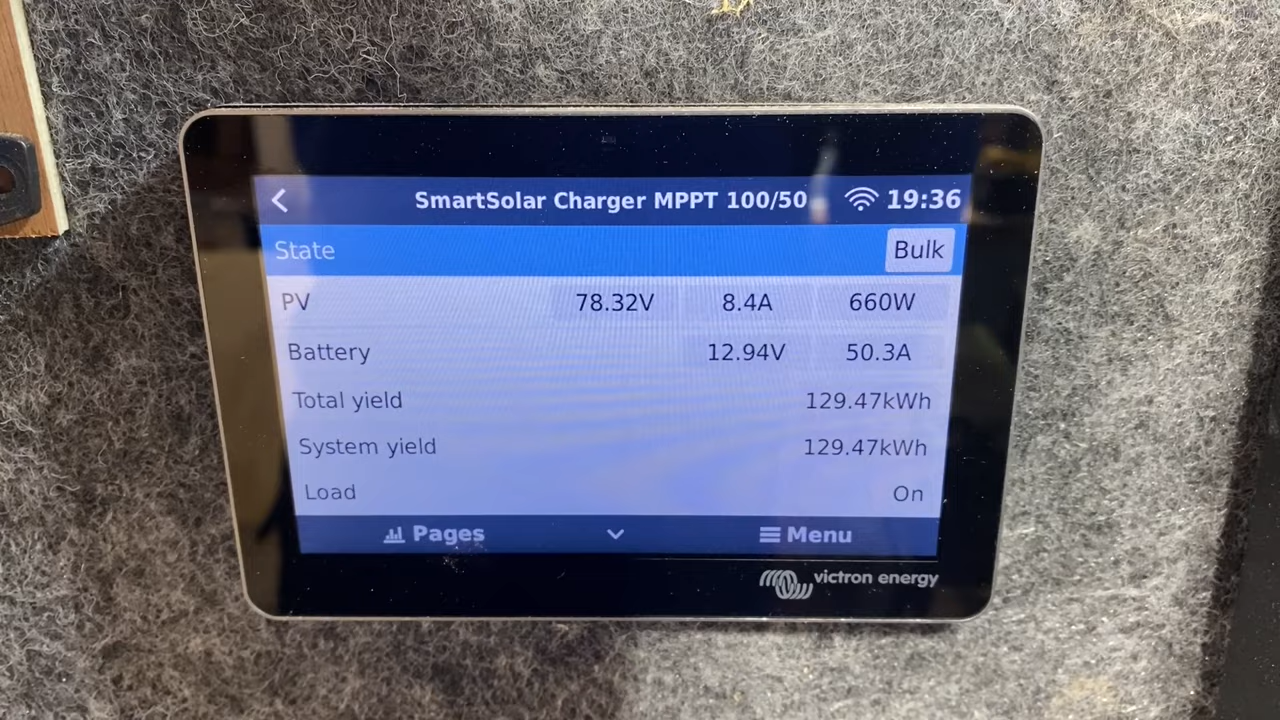 SmartSolar Charger MPPT 100/50 19:36
State Bulk
PV 78.32V 8.4A 660W
Battery 12.94V 50.3A
Total yield 129.47kWh
System yield 129.47kWh
Load On
Pages Menu
victron energy